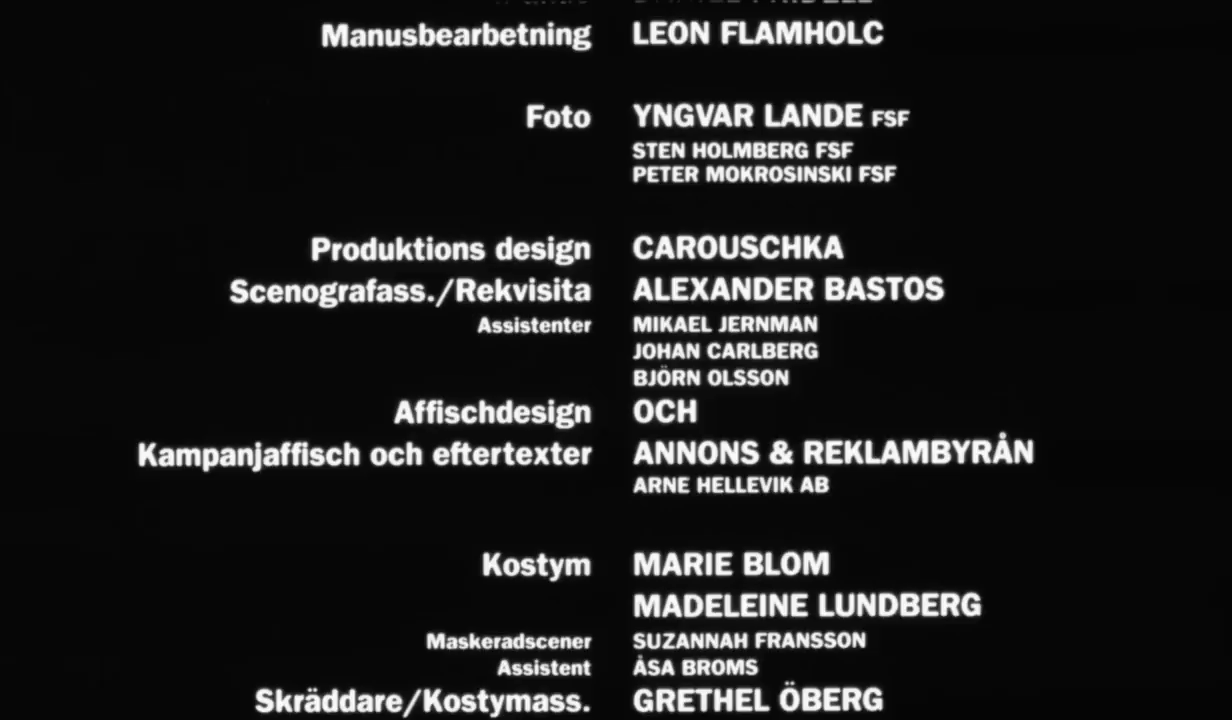 Manusbearbetning LEON FLAMHOLC
Foto YNGVAR LANDE FSF
STEN HOLMBERG FSF
PETER MOKROSINSKI FSF
Produktions design CAROUSCHKA
Scenografass./Rekvisita ALEXANDER BASTOS
Assistenter MIKAEL JERNMAN
JOHAN CARLBERG
BJÖRN OLSSON
Affischdesign OCH
Kampanjaffisch och eftertexter ANNONS & REKLAMBYRÅN
ARNE HELLEVIK AB
Kostym MARIE BLOM
MADELEINE LUNDBERG
Maskeradscener SUZANNAH FRANSSON
Assistent ÅSA BROMS
Skräddare/Kostymass. GRETHEL ÖBERG